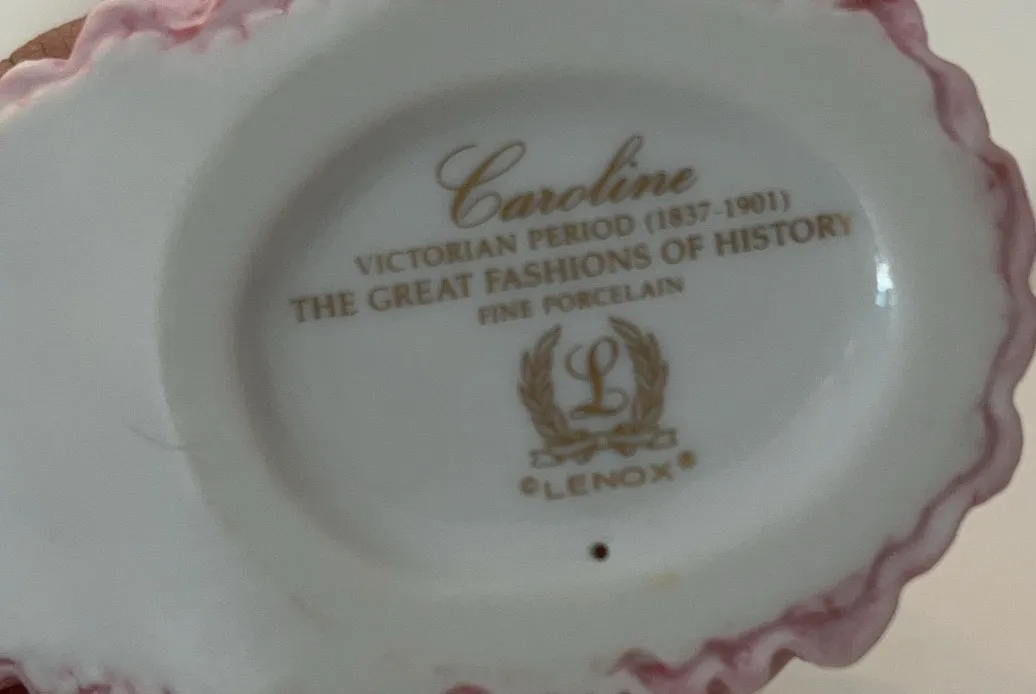 Caroline
VICTORIAN PERIOD (1837-1901)
THE GREAT FASHIONS OF HISTORY
FINE PORCELAIN
L
©LENOX®